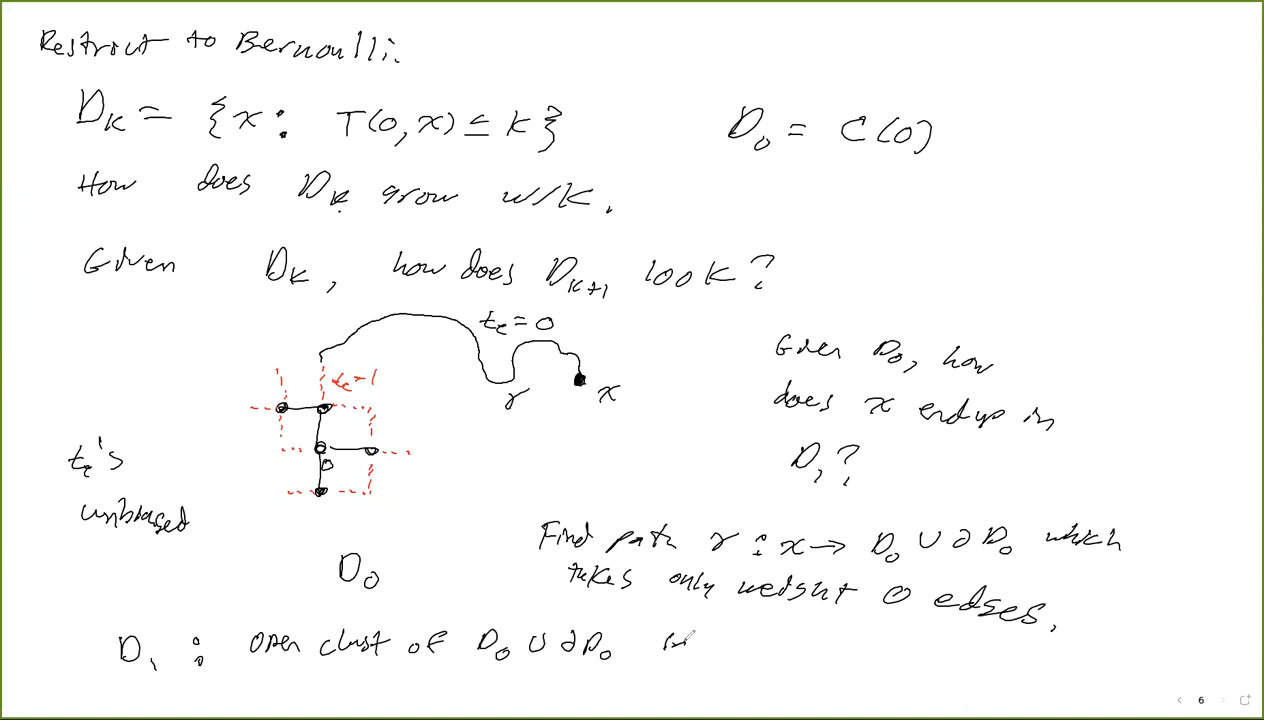 Restrict to Bernoulli.
D_K = {x : T(0,x) ≤ K}
D_0 = C(0)
How does D_K grow w/K.
Given D_K, how does D_{K+1} look?
t_e = 0
t_e = 1
γ
x
0
t_e's
unbiased
D_0
Given D_0, how
does x end up in
D_1?
Find path γ : x → D_0 ∪ ∂D_0 which
takes only weight 0 edges.
D_1 : open clust of D_0 ∪ ∂D_0
6